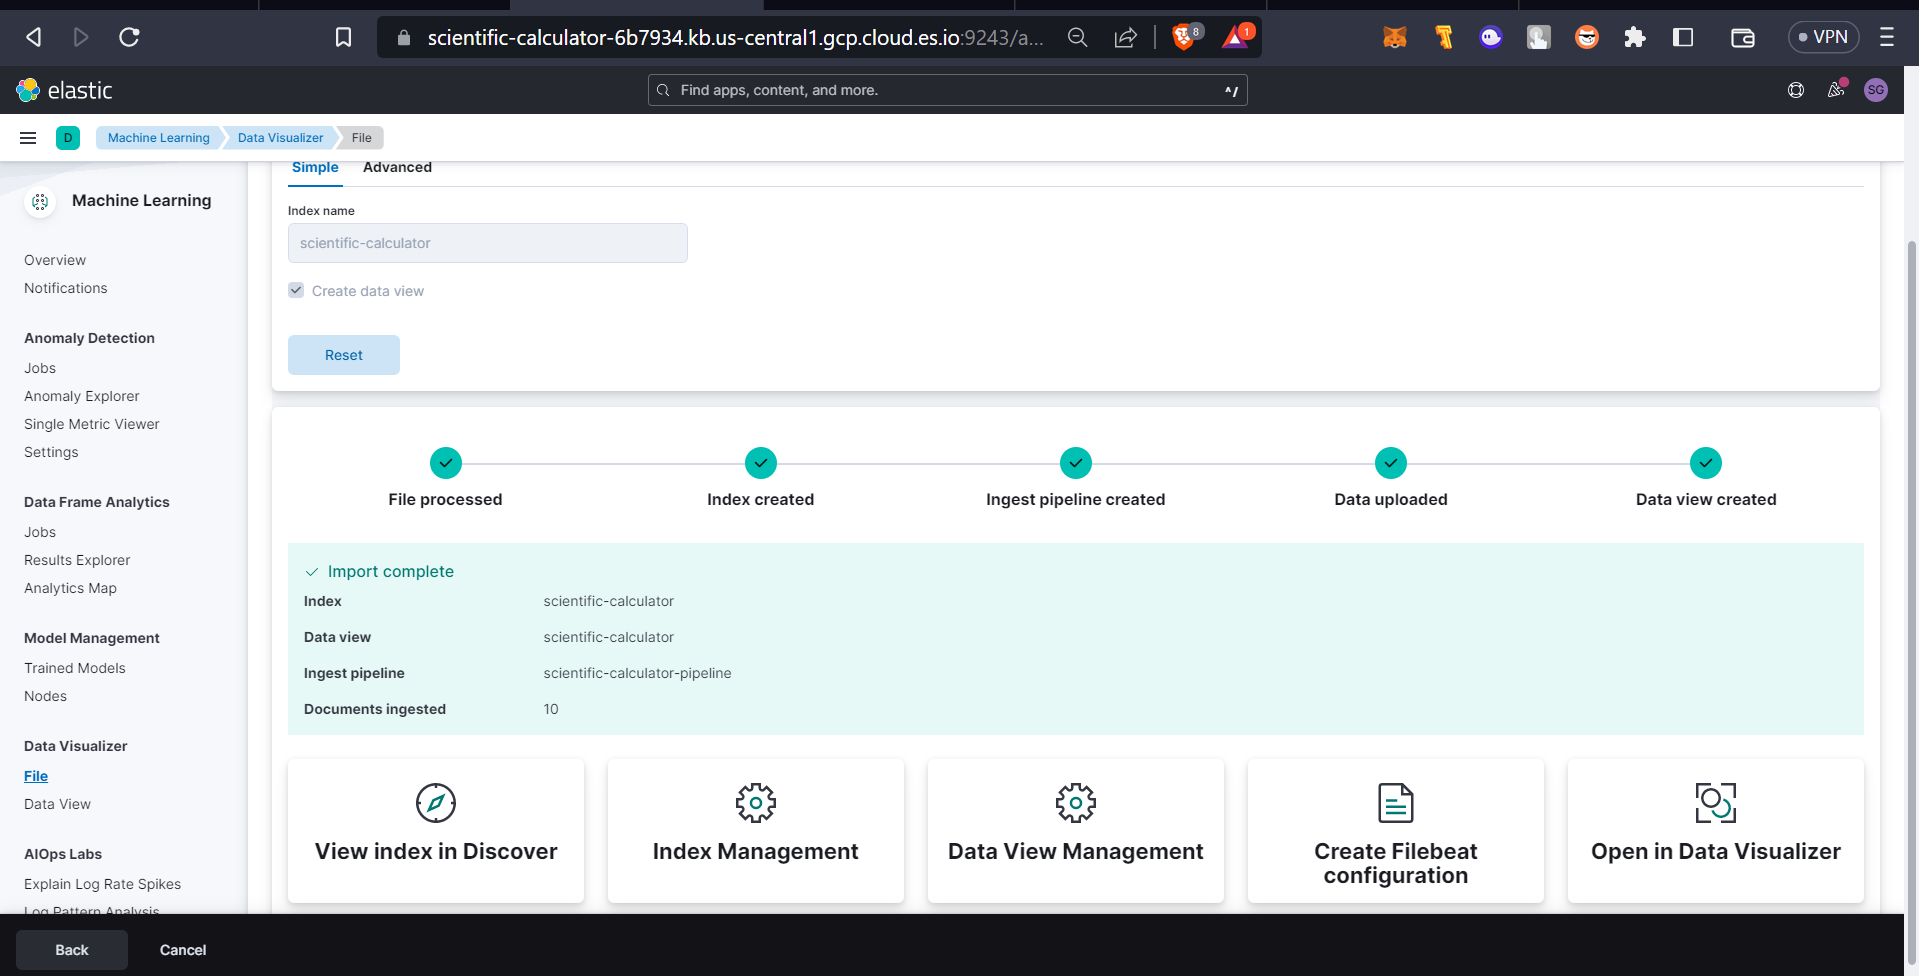 scientific-calculator-6b7934.kb.us-central1.gcp.cloud.es.io:9243/a...
8
1
VPN
elastic
Find apps, content, and more.
^/
SG
D
Machine Learning
Data Visualizer
File
Machine Learning
Overview
Notifications
Anomaly Detection
Jobs
Anomaly Explorer
Single Metric Viewer
Settings
Data Frame Analytics
Jobs
Results Explorer
Analytics Map
Model Management
Trained Models
Nodes
Data Visualizer
File
Data View
AIOps Labs
Explain Log Rate Spikes
Log Pattern Analysis
Simple
Advanced
Index name
scientific-calculator
Create data view
Reset
File processed
Index created
Ingest pipeline created
Data uploaded
Data view created
Import complete
Index scientific-calculator
Data view scientific-calculator
Ingest pipeline scientific-calculator-pipeline
Documents ingested 10
View index in Discover
Index Management
Data View Management
Create Filebeat
configuration
Open in Data Visualizer
Back
Cancel